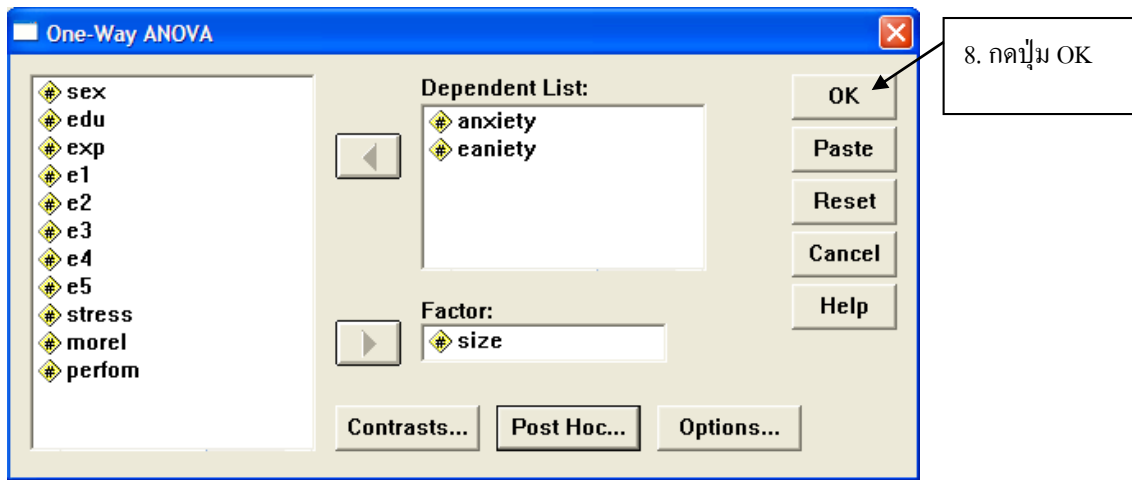 One-Way ANOVA
8. กดปุ่ม OK
sex
edu
exp
e1
e2
e3
e4
e5
stress
morel
perfom
Dependent List:
anxiety
eaniety
Factor:
size
OK
Paste
Reset
Cancel
Help
Contrasts...
Post Hoc...
Options...